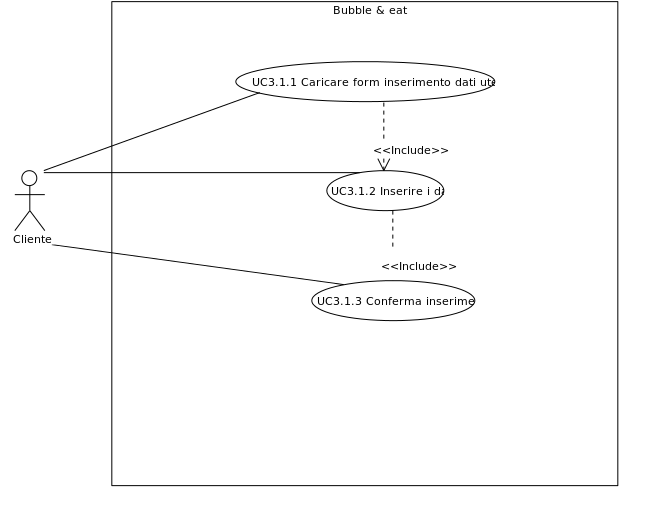 Bubble & eat
UC3.1.1 Caricare form inserimento dati ute
<<Include>>
UC3.1.2 Inserire i da
Cliente
<<Include>>
UC3.1.3 Conferma inserime